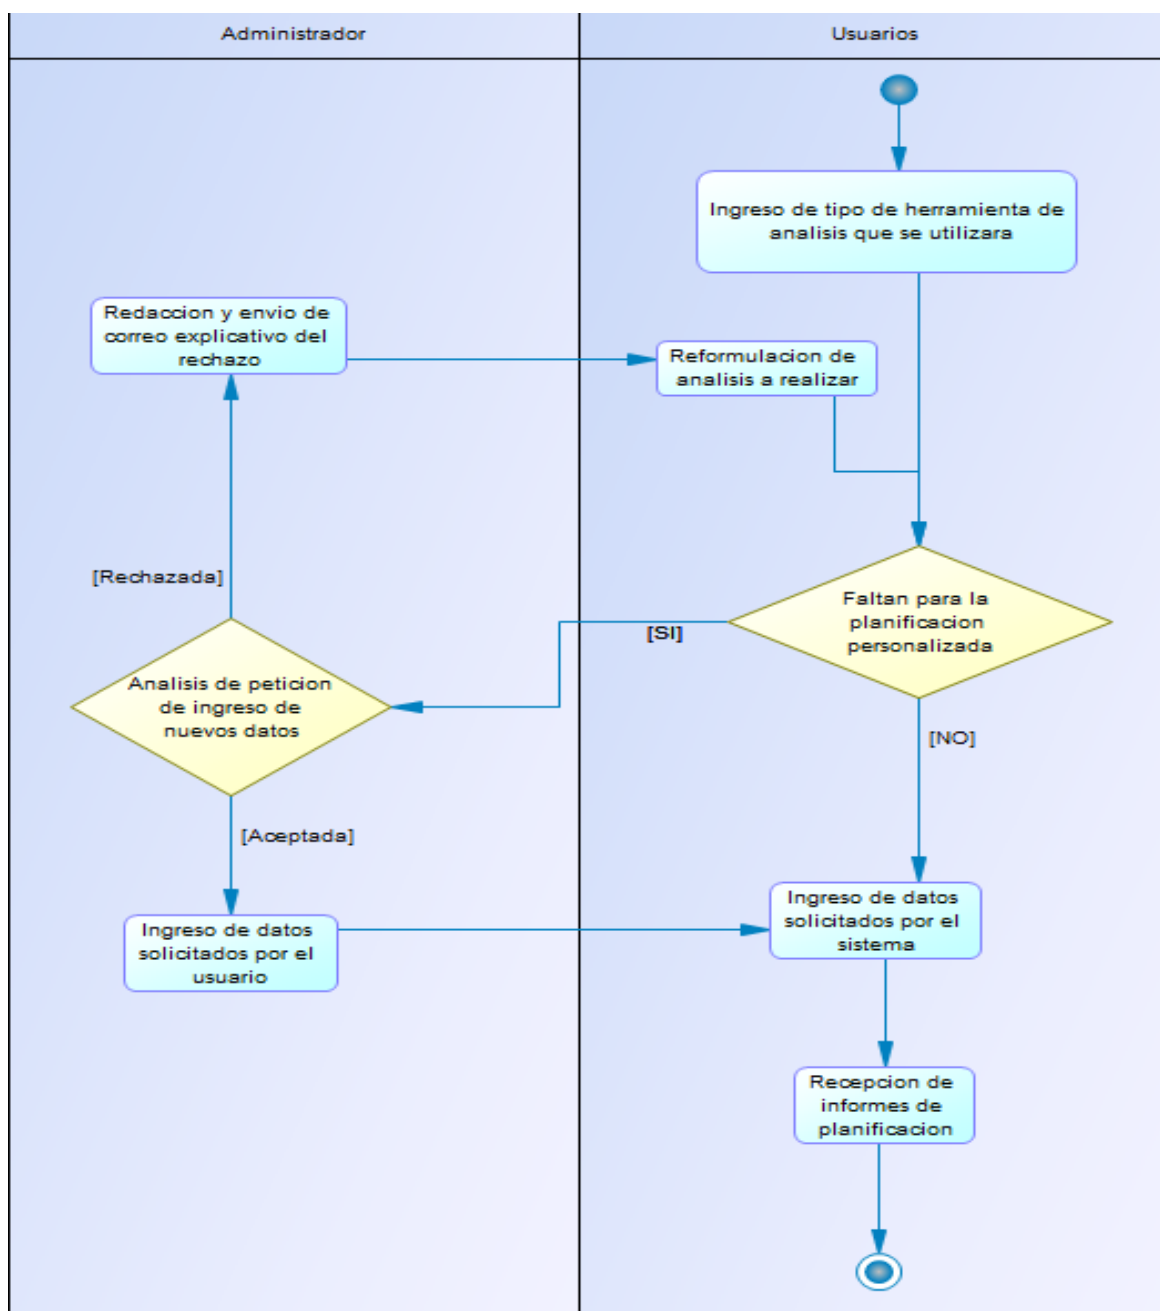 Administrador
Usuarios
Ingreso de tipo de herramienta de
analisis que se utilizara
Redaccion y envio de
correo explicativo del
rechazo
Reformulacion de
analisis a realizar
[Rechazada]
Faltan para la
planificacion
personalizada
[SI]
Analisis de peticion
de ingreso de
nuevos datos
[NO]
[Aceptada]
Ingreso de datos
solicitados por el
sistema
Ingreso de datos
solicitados por el
usuario
Recepcion de
informes de
planificacion